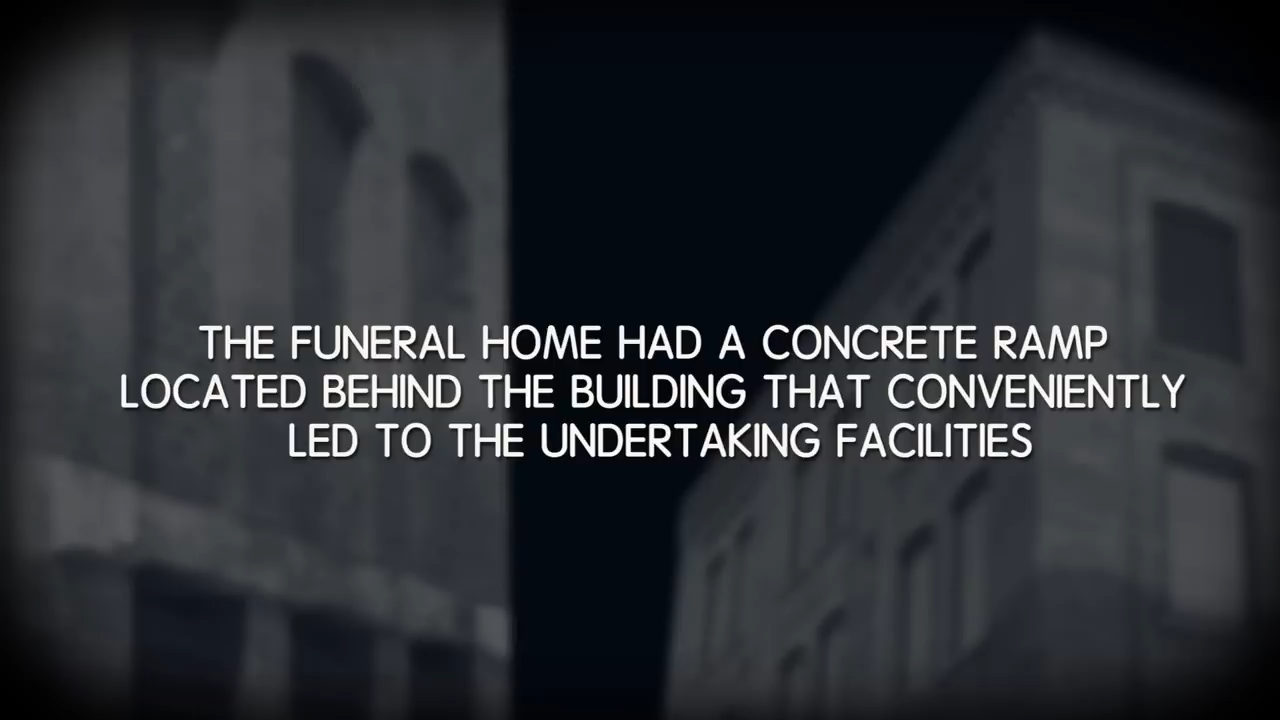 THE FUNERAL HOME HAD A CONCRETE RAMP
LOCATED BEHIND THE BUILDING THAT CONVENIENTLY
LED TO THE UNDERTAKING FACILITIES